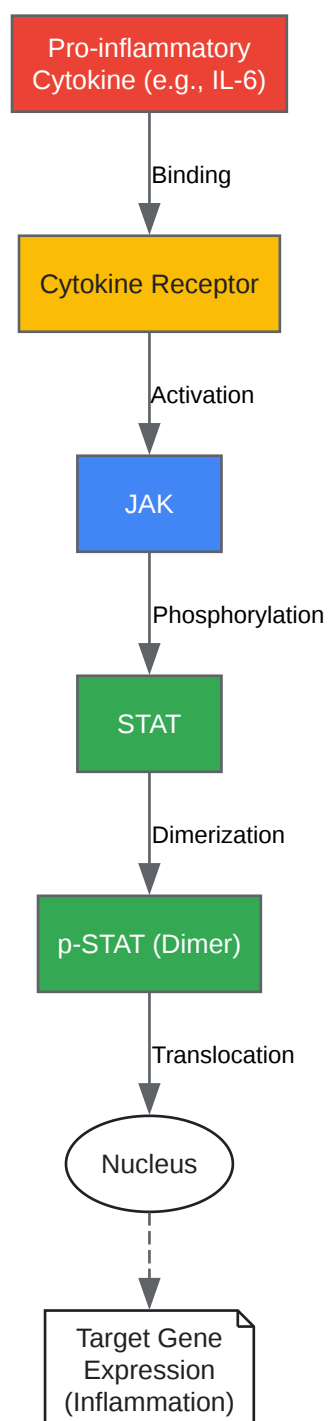 Pro-inflammatory
Cytokine (e.g., IL-6)
Binding
Cytokine Receptor
Activation
JAK
Phosphorylation
STAT
Dimerization
p-STAT (Dimer)
Translocation
Nucleus
Target Gene
Expression
(Inflammation)